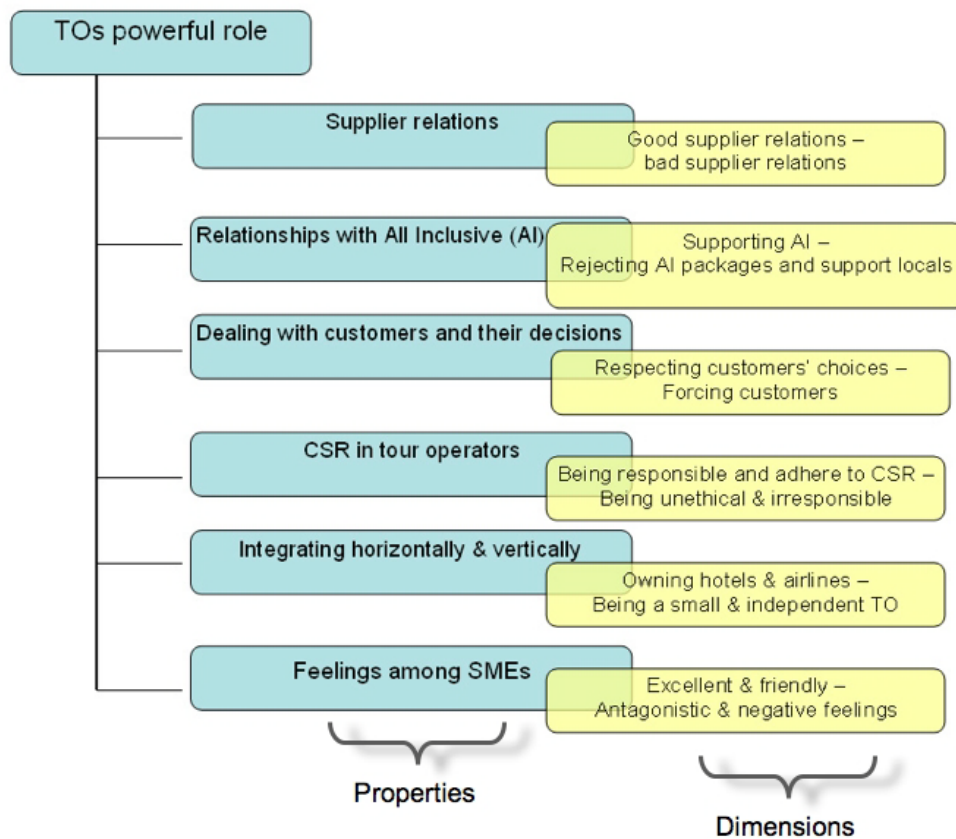 TOs powerful role
Supplier relations
Good supplier relations –
bad supplier relations
Relationships with All Inclusive (AI)
Supporting AI –
Rejecting AI packages and support locals
Dealing with customers and their decisions
Respecting customers' choices –
Forcing customers
CSR in tour operators
Being responsible and adhere to CSR –
Being unethical & irresponsible
Integrating horizontally & vertically
Owning hotels & airlines –
Being a small & independent TO
Feelings among SMEs
Excellent & friendly –
Antagonistic & negative feelings
Properties
Dimensions